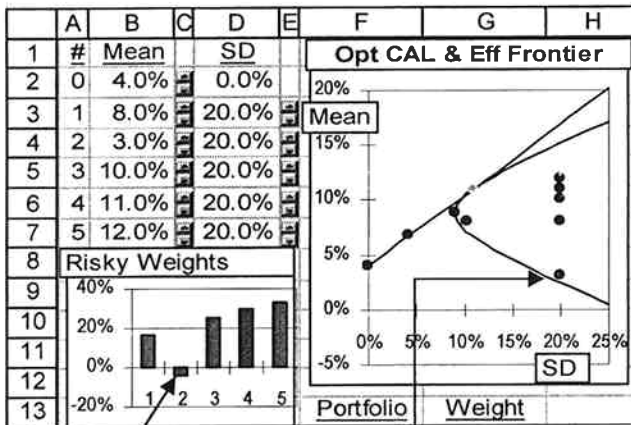 A B C D E F G H
1 # Mean SD Opt CAL & Eff Frontier
2 0 4.0% 0.0%
3 1 8.0% 20.0%
4 2 3.0% 20.0%
5 3 10.0% 20.0%
6 4 11.0% 20.0%
7 5 12.0% 20.0%
8 Risky Weights
9
10
11
12
13
40%
20%
0%
-20%
1 2 3 4 5
20%
Mean
15%
10%
5%
0%
0% 5% 10% 15% 20% 25%
-5%
SD
Portfolio Weight